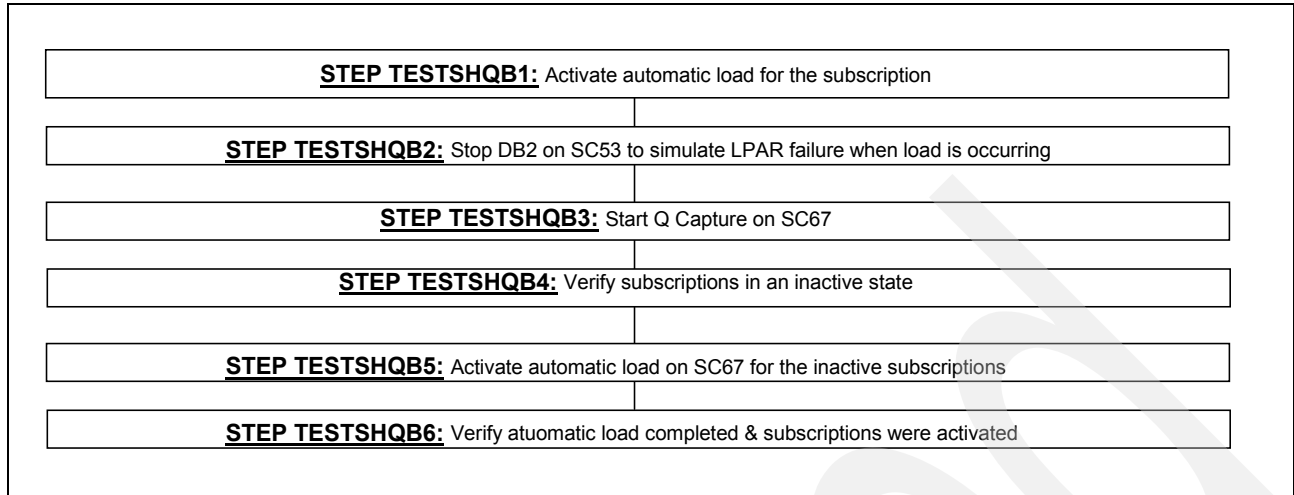 STEP TESTSHQB1: Activate automatic load for the subscription
STEP TESTSHQB2: Stop DB2 on SC53 to simulate LPAR failure when load is occurring
STEP TESTSHQB3: Start Q Capture on SC67
STEP TESTSHQB4: Verify subscriptions in an inactive state
STEP TESTSHQB5: Activate automatic load on SC67 for the inactive subscriptions
STEP TESTSHQB6: Verify atuomatic load completed & subscriptions were activated